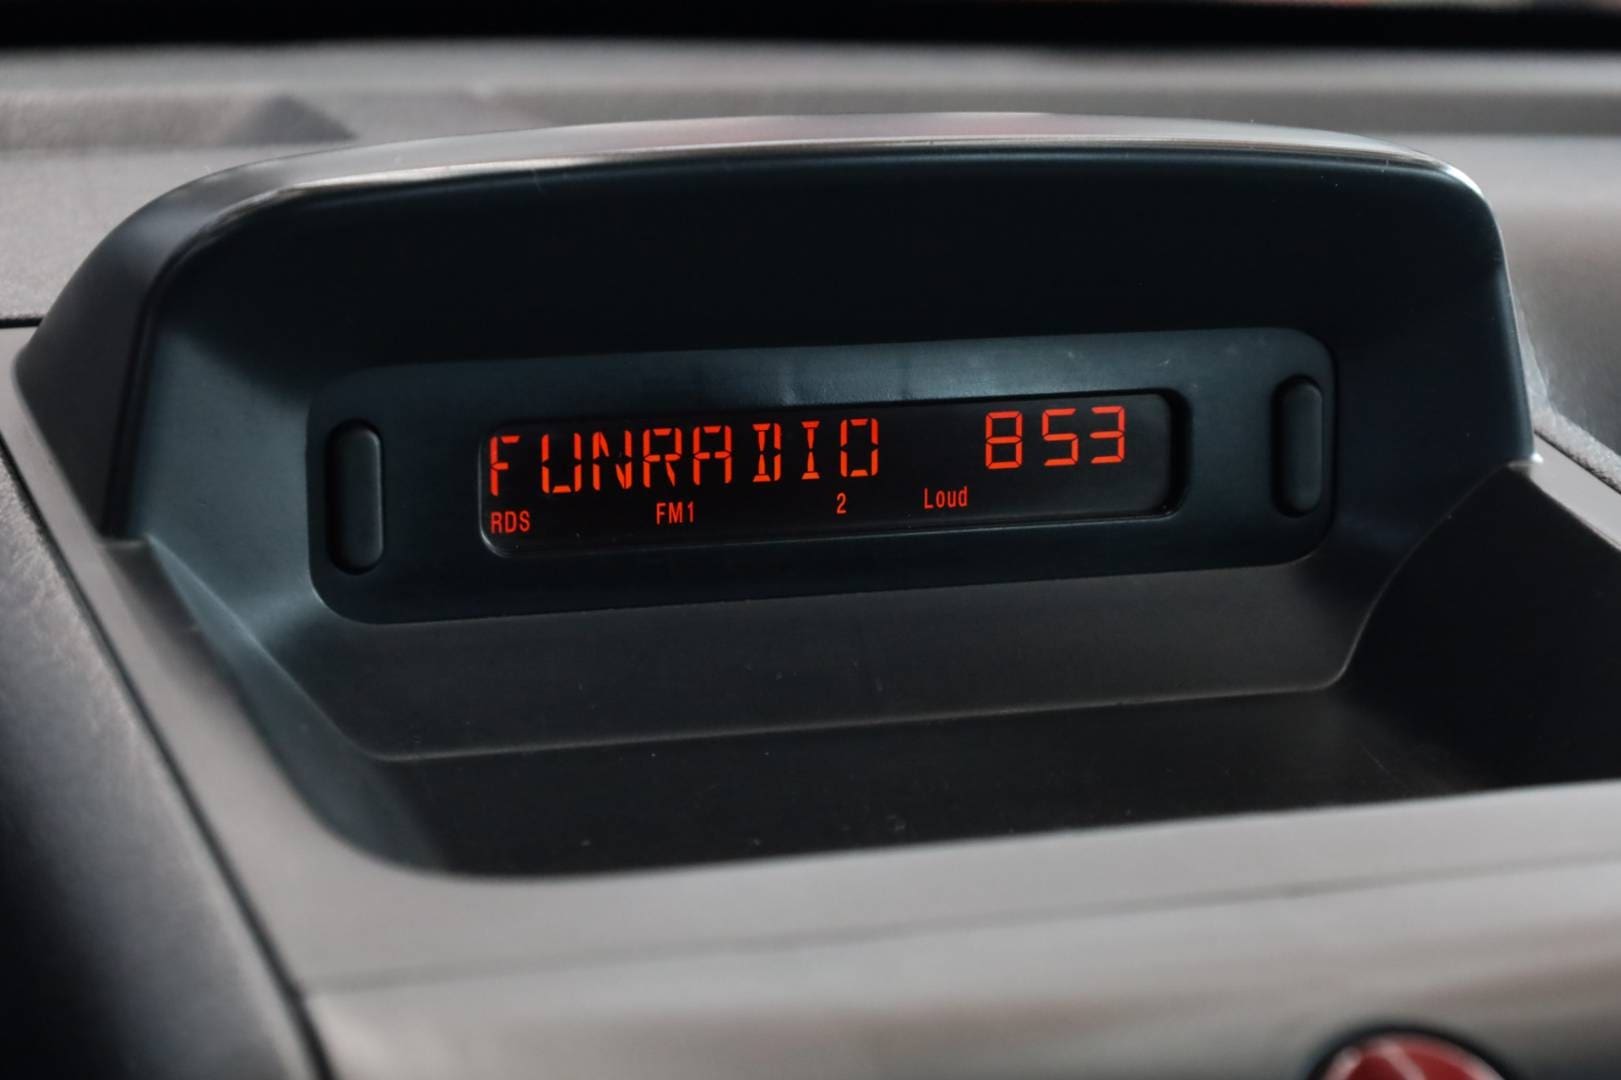 FUNRADIO 853
RDS FM1 2 Loud